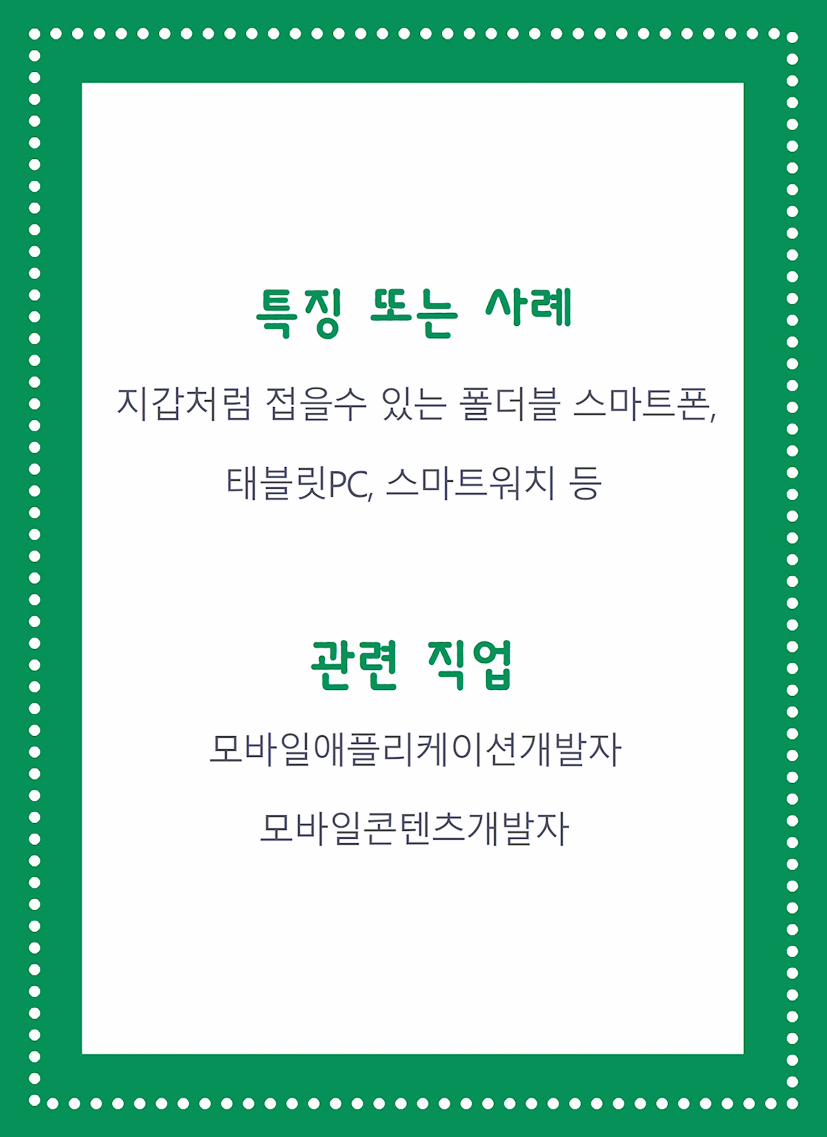 특징 또는 사례
지갑처럼 접을수 있는 폴더블 스마트폰,
태블릿PC, 스마트워치 등
관련 직업
모바일애플리케이션개발자
모바일콘텐츠개발자